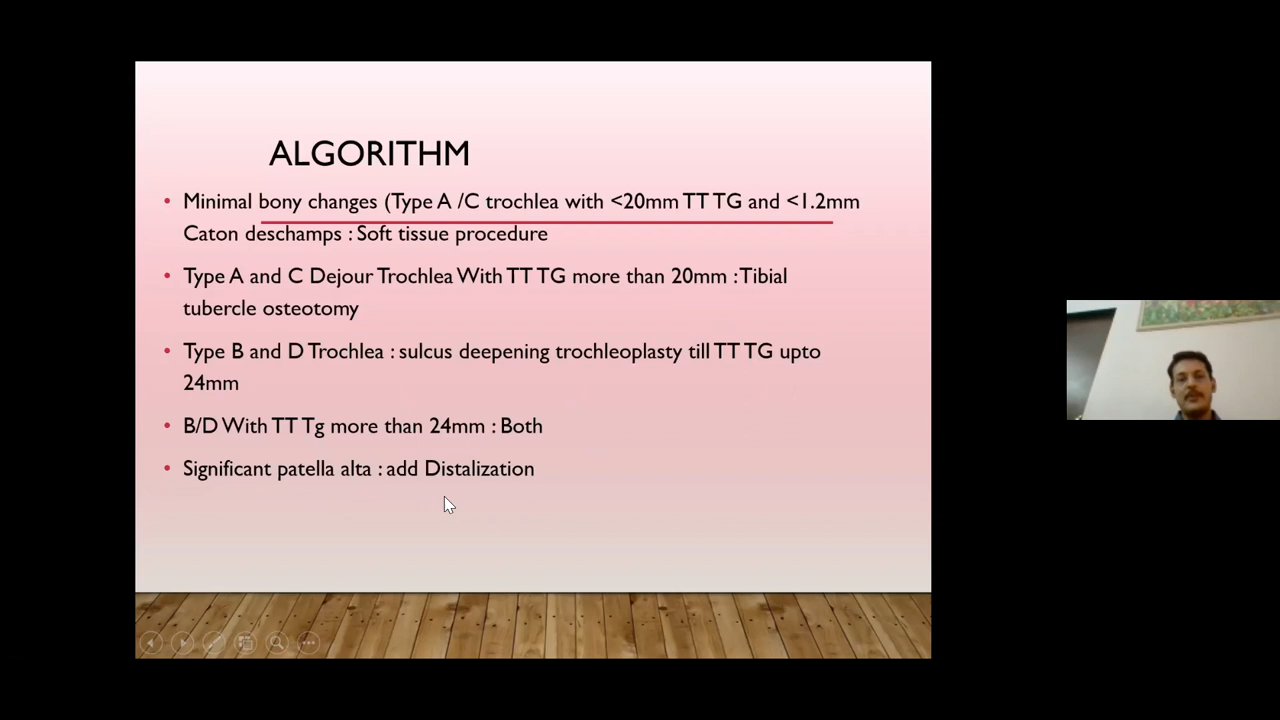 ALGORITHM
• Minimal bony changes (Type A /C trochlea with <20mm TT TG and <1.2mm
Caton deschamps : Soft tissue procedure
• Type A and C Dejour Trochlea With TT TG more than 20mm : Tibial
tubercle osteotomy
• Type B and D Trochlea : sulcus deepening trochleoplasty till TT TG upto
24mm
• B/D With TT Tg more than 24mm : Both
• Significant patella alta : add Distalization